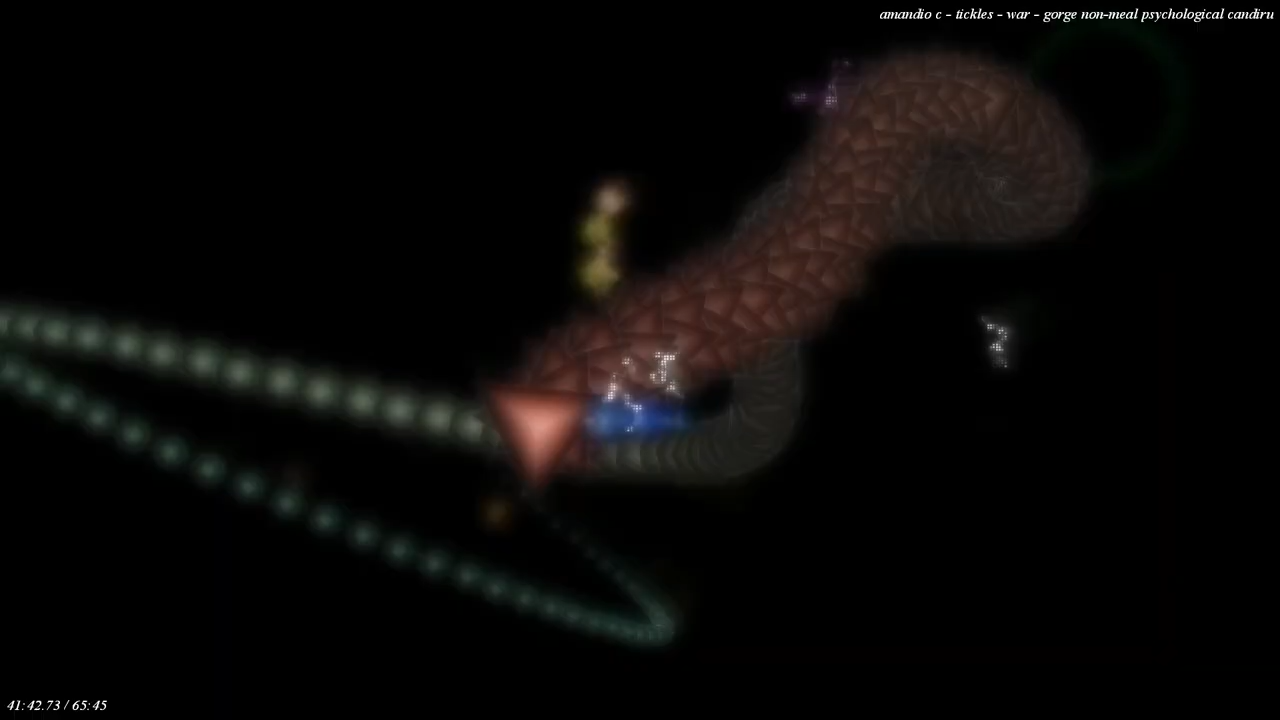 amandio c - tickles - war - gorge non-meal psychological candiru
41:42.73 / 65:45